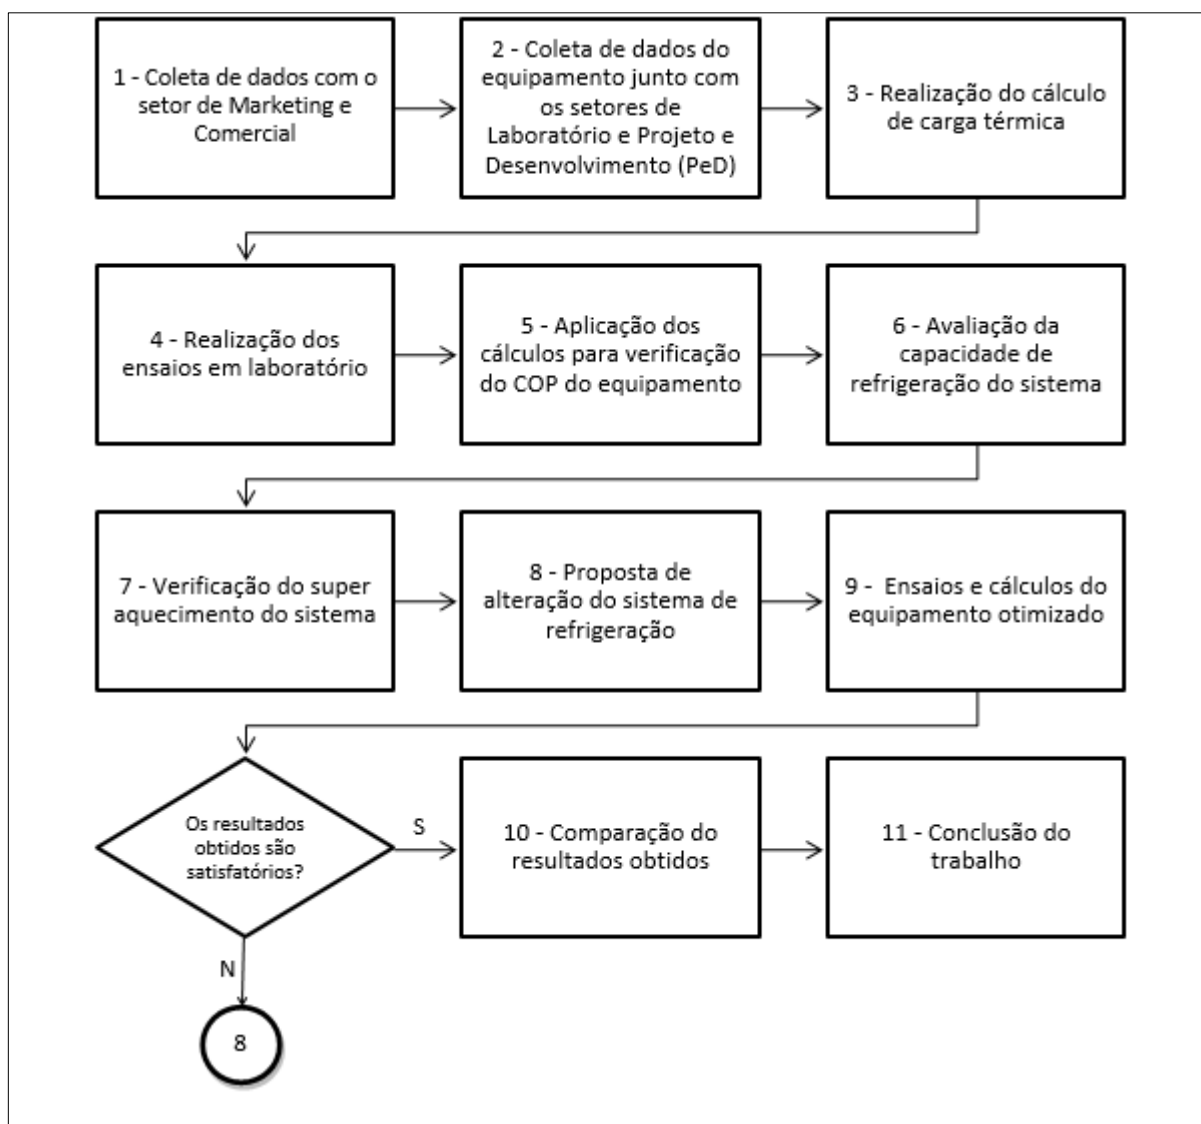 1 - Coleta de dados com o
setor de Marketing e
Comercial
2 - Coleta de dados do
equipamento junto com
os setores de
Laboratório e Projeto e
Desenvolvimento (PeD)
3 - Realização do cálculo
de carga térmica
4 - Realização dos
ensaios em laboratório
5 - Aplicação dos
cálculos para verificação
do COP do equipamento
6 - Avaliação da
capacidade de
refrigeração do sistema
7 - Verificação do super
aquecimento do sistema
8 - Proposta de
alteração do sistema de
refrigeração
9 - Ensaios e cálculos do
equipamento otimizado
Os resultados
obtidos são
satisfatórios?
S
10 - Comparação do
resultados obtidos
11 - Conclusão do
trabalho
N
8